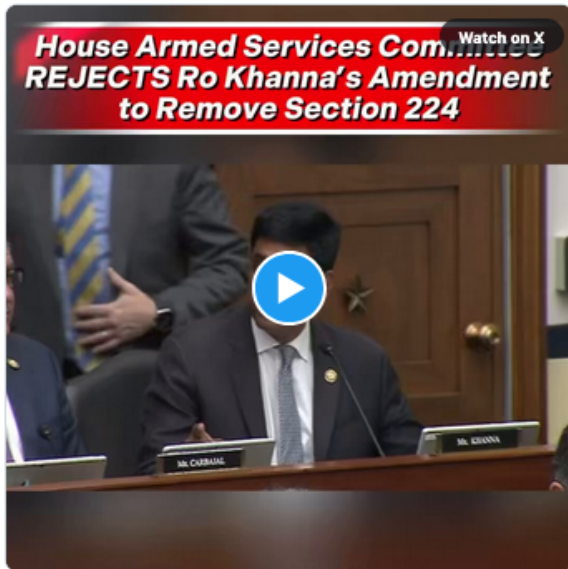 Watch on X
House Armed Services Committee
REJECTS Ro Khanna's Amendment
to Remove Section 224
Mr. CARBAJAL
Mr. KHANNA